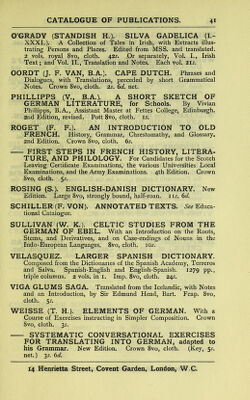 CATALOGUE OF PUBLICATIONS. 41
O'GRADY (STANDISH H.). SILVA GADELICA (I.-
XXXI.). A Collection of Tales in Irish, with Extracts illus-
trating Persons and Places. Edited from MSS. and translated.
2 vols. royal 8vo, cloth. 42s. Or separately, Vol. I., Irish
Text; and Vol. II., Translation and Notes. Each vol. 21s.
OORDT (J. F. VAN, B.A.). CAPE DUTCH. Phrases and
Dialogues, with Translations, preceded by short Grammatical
Notes. Crown 8vo, cloth. 2s. 6d. net.
PHILLIPPS (V., B.A.). A SHORT SKETCH OF
GERMAN LITERATURE, for Schools. By Vivian
Phillipps, B.A., Assistant Master at Fettes College, Edinburgh.
2nd Edition, revised. Pott 8vo, cloth. 1s.
ROGET (F. F.). AN INTRODUCTION TO OLD
FRENCH. History, Grammar, Chrestomathy, and Glossary.
2nd Edition. Crown 8vo, cloth. 6s.
— FIRST STEPS IN FRENCH HISTORY, LITERA-
TURE, AND PHILOLOGY. For Candidates for the Scotch
Leaving Certificate Examinations, the various Universities Local
Examinations, and the Army Examinations. 4th Edition. Crown
8vo, cloth. 5s.
ROSING (S.). ENGLISH-DANISH DICTIONARY. New
Edition. Large 8vo, strongly bound, half-roan. 11s. 6d.
SCHILLER (F. VON). ANNOTATED TEXTS. See Educa-
tional Catalogue.
SULLIVAN (W. K.). CELTIC STUDIES FROM THE
GERMAN OF EBEL. With an Introduction on the Roots,
Stems, and Derivatives, and on Case-endings of Nouns in the
Indo-European Languages. 8vo, cloth. 10s.
VELASQUEZ. LARGER SPANISH DICTIONARY.
Composed from the Dictionaries of the Spanish Academy, Terreros
and Salva. Spanish-English and English-Spanish. 1279 pp.,
triple columns. 2 vols. in 1. Imp. 8vo, cloth. 24s.
VIGA GLUMS SAGA. Translated from the Icelandic, with Notes
and an Introduction, by Sir Edmund Head, Bart. Fcap. 8vo,
cloth. 5s.
WEISSE (T. H.). ELEMENTS OF GERMAN. With a
Course of Exercises instructing in Simpler Composition. Crown
8vo, cloth. 3s.
— SYSTEMATIC CONVERSATIONAL EXERCISES
FOR TRANSLATING INTO GERMAN, adapted to
his Grammar. New Edition. Crown 8vo, cloth. (Key, 5s.
net.) 3s. 6d.
14 Henrietta Street, Covent Garden, London, W.C.